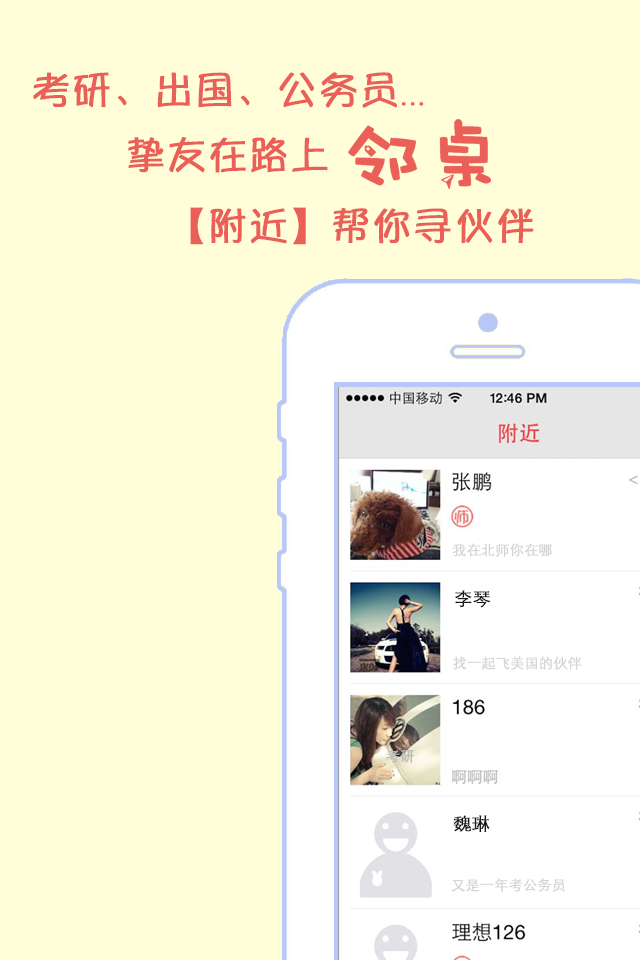 考研、出国、公务员...
挚友在路上 邻桌
【附近】帮你寻伙伴
中国移动 12:46 PM
附近
张鹏 <
师
我在北师你在哪
李琴
找一起飞美国的伙伴
186
考研
啊啊啊
魏琳
又是一年考公务员
理想126